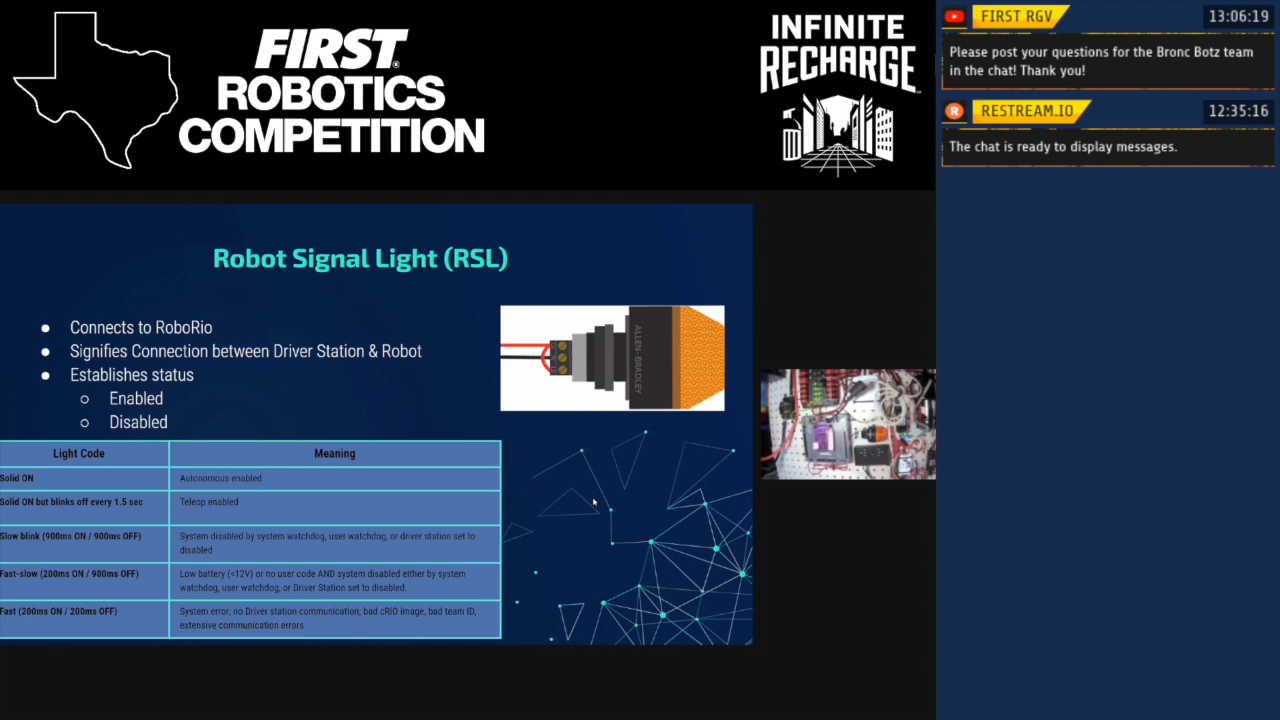 FIRST®
ROBOTICS
COMPETITION
INFINITE
RECHARGE
FIRST RGV
13:06:19
Please post your questions for the Bronc Botz team
in the chat! Thank you!
R
RESTREAM.IO
12:35:16
The chat is ready to display messages.
Robot Signal Light (RSL)
Connects to RoboRio
Signifies Connection between Driver Station & Robot
Establishes status
Enabled
Disabled
ALLEN-BRADLEY
Light Code
Meaning
Solid ON
Autonomous enabled
Solid ON but blinks off every 1.5 sec
Teleop enabled
Slow blink (900ms ON / 900ms OFF)
System disabled by system watchdog, user watchdog, or driver station set to
disabled
Fast-slow (200ms ON / 900ms OFF)
Low battery (<12V) or no user code AND system disabled either by system
watchdog, user watchdog, or Driver Station set to disabled.
Fast (200ms ON / 200ms OFF)
System error; no Driver station communication; bad cRIO image, bad team ID,
extensive communication errors